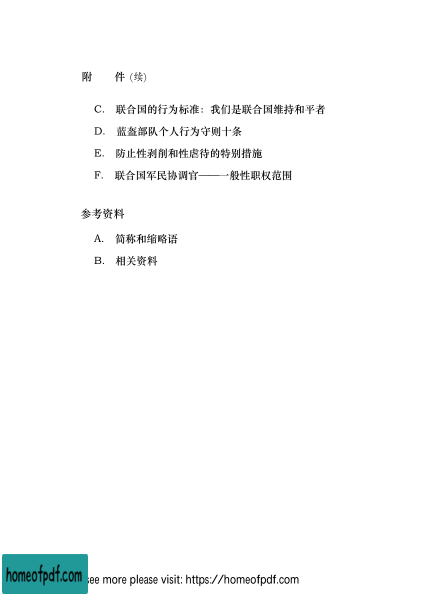 附　　件 (续)
C. 联合国的行为标准：我们是联合国维持和平者
D. 蓝盔部队个人行为守则十条
E. 防止性剥削和性虐待的特别措施
F. 联合国军民协调官——一般性职权范围
参考资料
A. 简称和缩略语
B. 相关资料
homeofpdf.com
see more please visit: https://homeofpdf.com